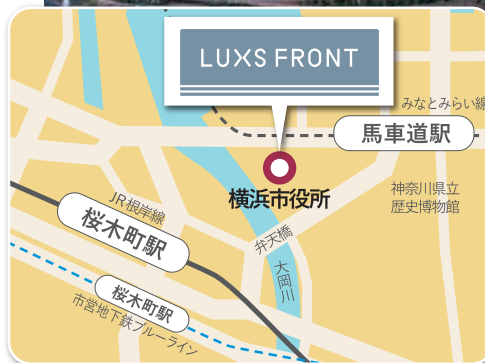 LUXS FRONT
みなとみらい線
馬車道駅
横浜市役所
神奈川県立
歴史博物館
JR根岸線
桜木町駅
弁天橋
大岡川
桜木町駅
市営地下鉄ブルーライン